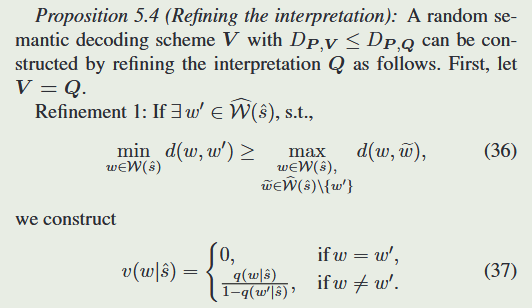 Proposition 5.4 (Refining the interpretation): A random se-
mantic decoding scheme V with D_{P,V} ≤ D_{P,Q} can be con-
structed by refining the interpretation Q as follows. First, let
V = Q.
Refinement 1: If ∃ w′ ∈ Ŵ(ŝ), s.t.,
min_{w∈W(ŝ)} d(w, w′) ≥ max_{w∈W(ŝ), w̃∈Ŵ(ŝ)\{w′}} d(w, w̃), (36)
we construct
v(w|ŝ) = { 0, if w = w′, q(w|ŝ) / (1−q(w′|ŝ)), if w ≠ w′. (37)